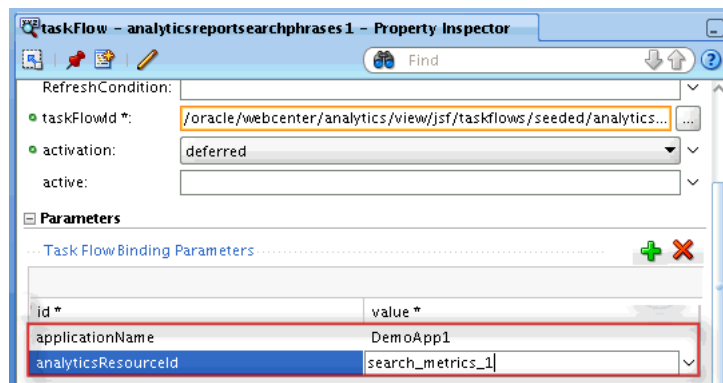 taskFlow - analyticsreportsearchphrases1 - Property Inspector
Find
RefreshCondition:
taskFlowId *: /oracle/webcenter/analytics/view/jsf/taskflows/seeded/analytics... ...
activation: deferred
active:
Parameters
Task Flow Binding Parameters
id * value *
applicationName DemoApp1
analyticsResourceId search_metrics_1